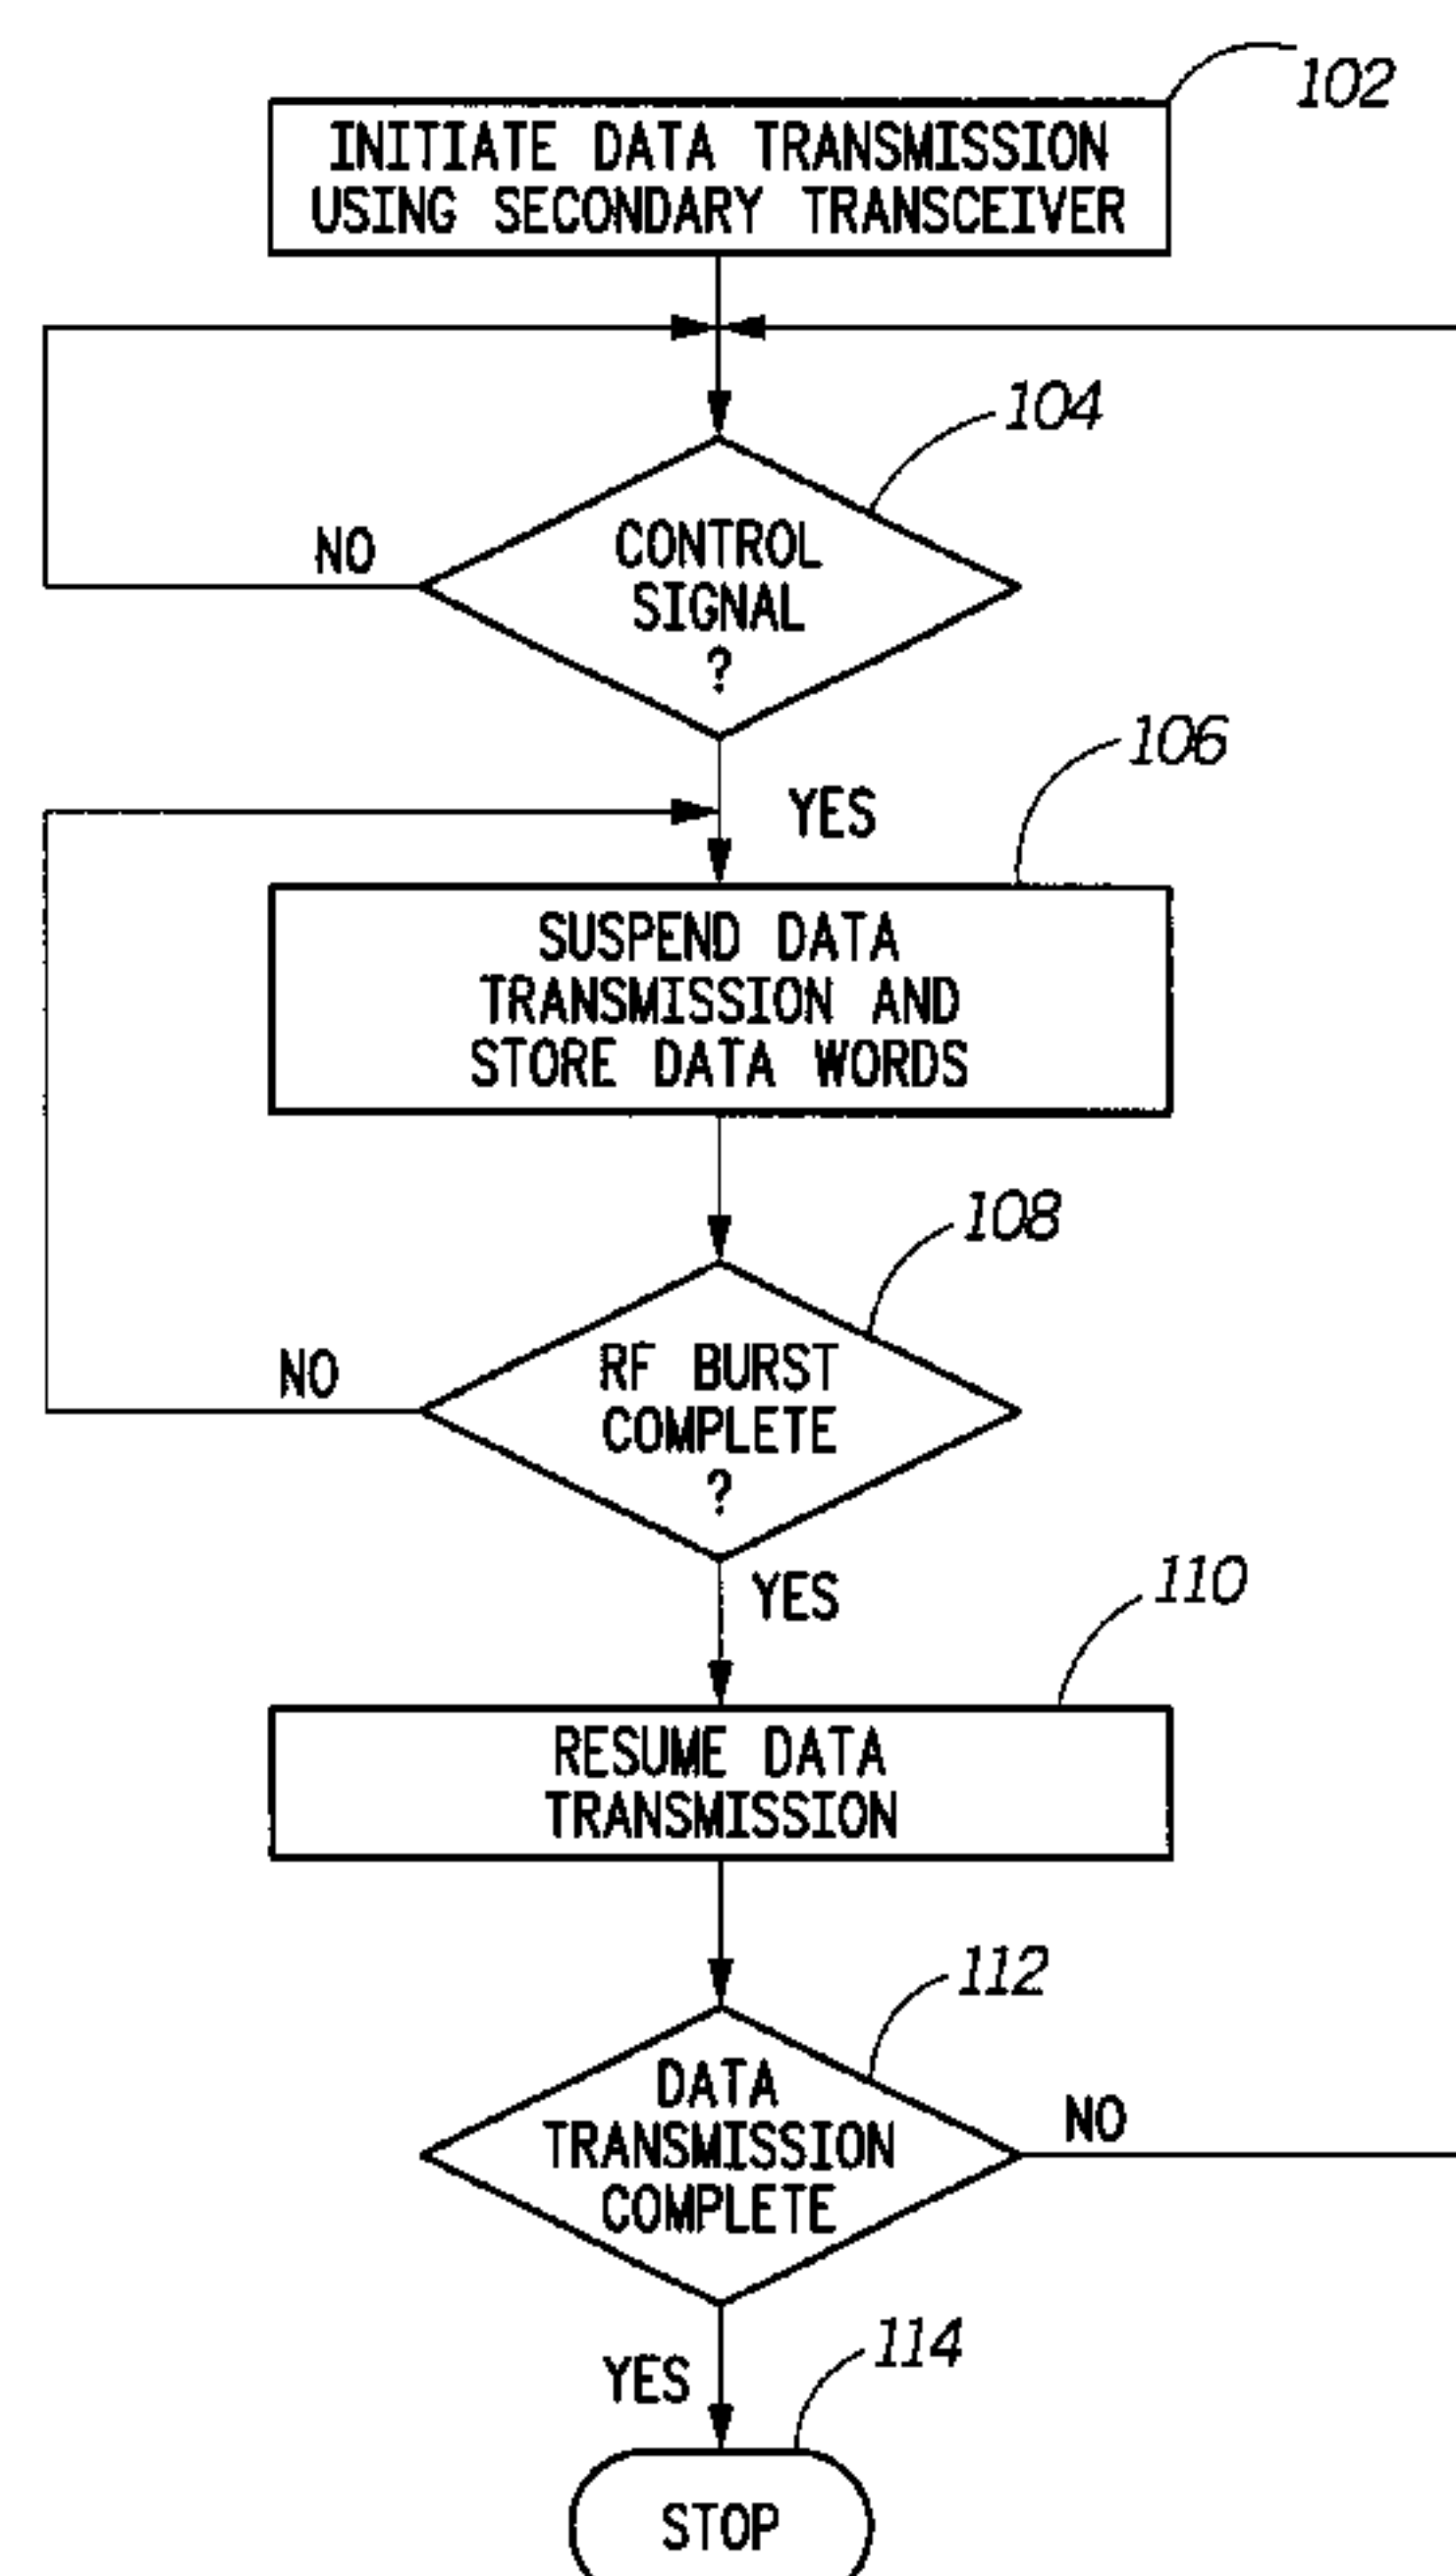 102
INITIATE DATA TRANSMISSION
USING SECONDARY TRANSCEIVER
104
CONTROL
SIGNAL
?
NO
YES
106
SUSPEND DATA
TRANSMISSION AND
STORE DATA WORDS
108
RF BURST
COMPLETE
?
NO
YES
110
RESUME DATA
TRANSMISSION
112
DATA
TRANSMISSION
COMPLETE
NO
YES
114
STOP